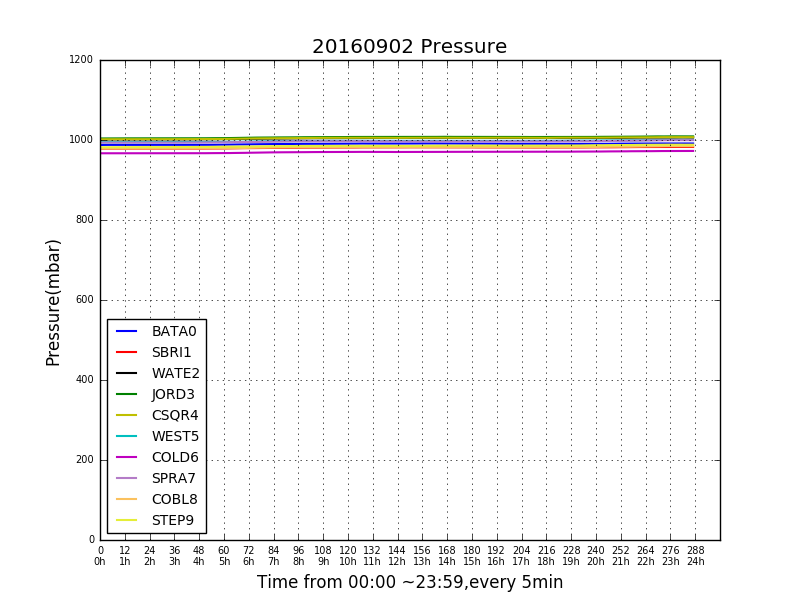 20160902 Pressure
1200
1000
800
600
400
200
0
Pressure(mbar)
BATA0
SBRI1
WATE2
JORD3
CSQR4
WEST5
COLD6
SPRA7
COBL8
STEP9
0 12 24 36 48 60 72 84 96 108 120 132 144 156 168 180 192 204 216 228 240 252 264 276 288
0h 1h 2h 3h 4h 5h 6h 7h 8h 9h 10h 11h 12h 13h 14h 15h 16h 17h 18h 19h 20h 21h 22h 23h 24h
Time from 00:00 ~23:59,every 5min